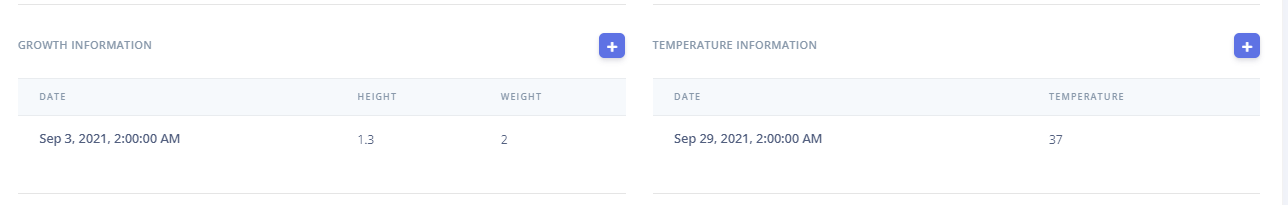 GROWTH INFORMATION
DATE HEIGHT WEIGHT
Sep 3, 2021, 2:00:00 AM 1.3 2
TEMPERATURE INFORMATION
DATE TEMPERATURE
Sep 29, 2021, 2:00:00 AM 37